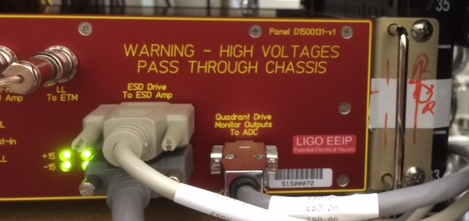 Panel D1500131-v1
WARNING - HIGH VOLTAGES
PASS THROUGH CHASSIS
LL
To ETM
ESD Drive
To ESD Amp
Quadrant Drive
Monitor Outputs
To ADC
LIGO EEIP
Potential Electrical Hazard
+15
-15
S1500072
35
33